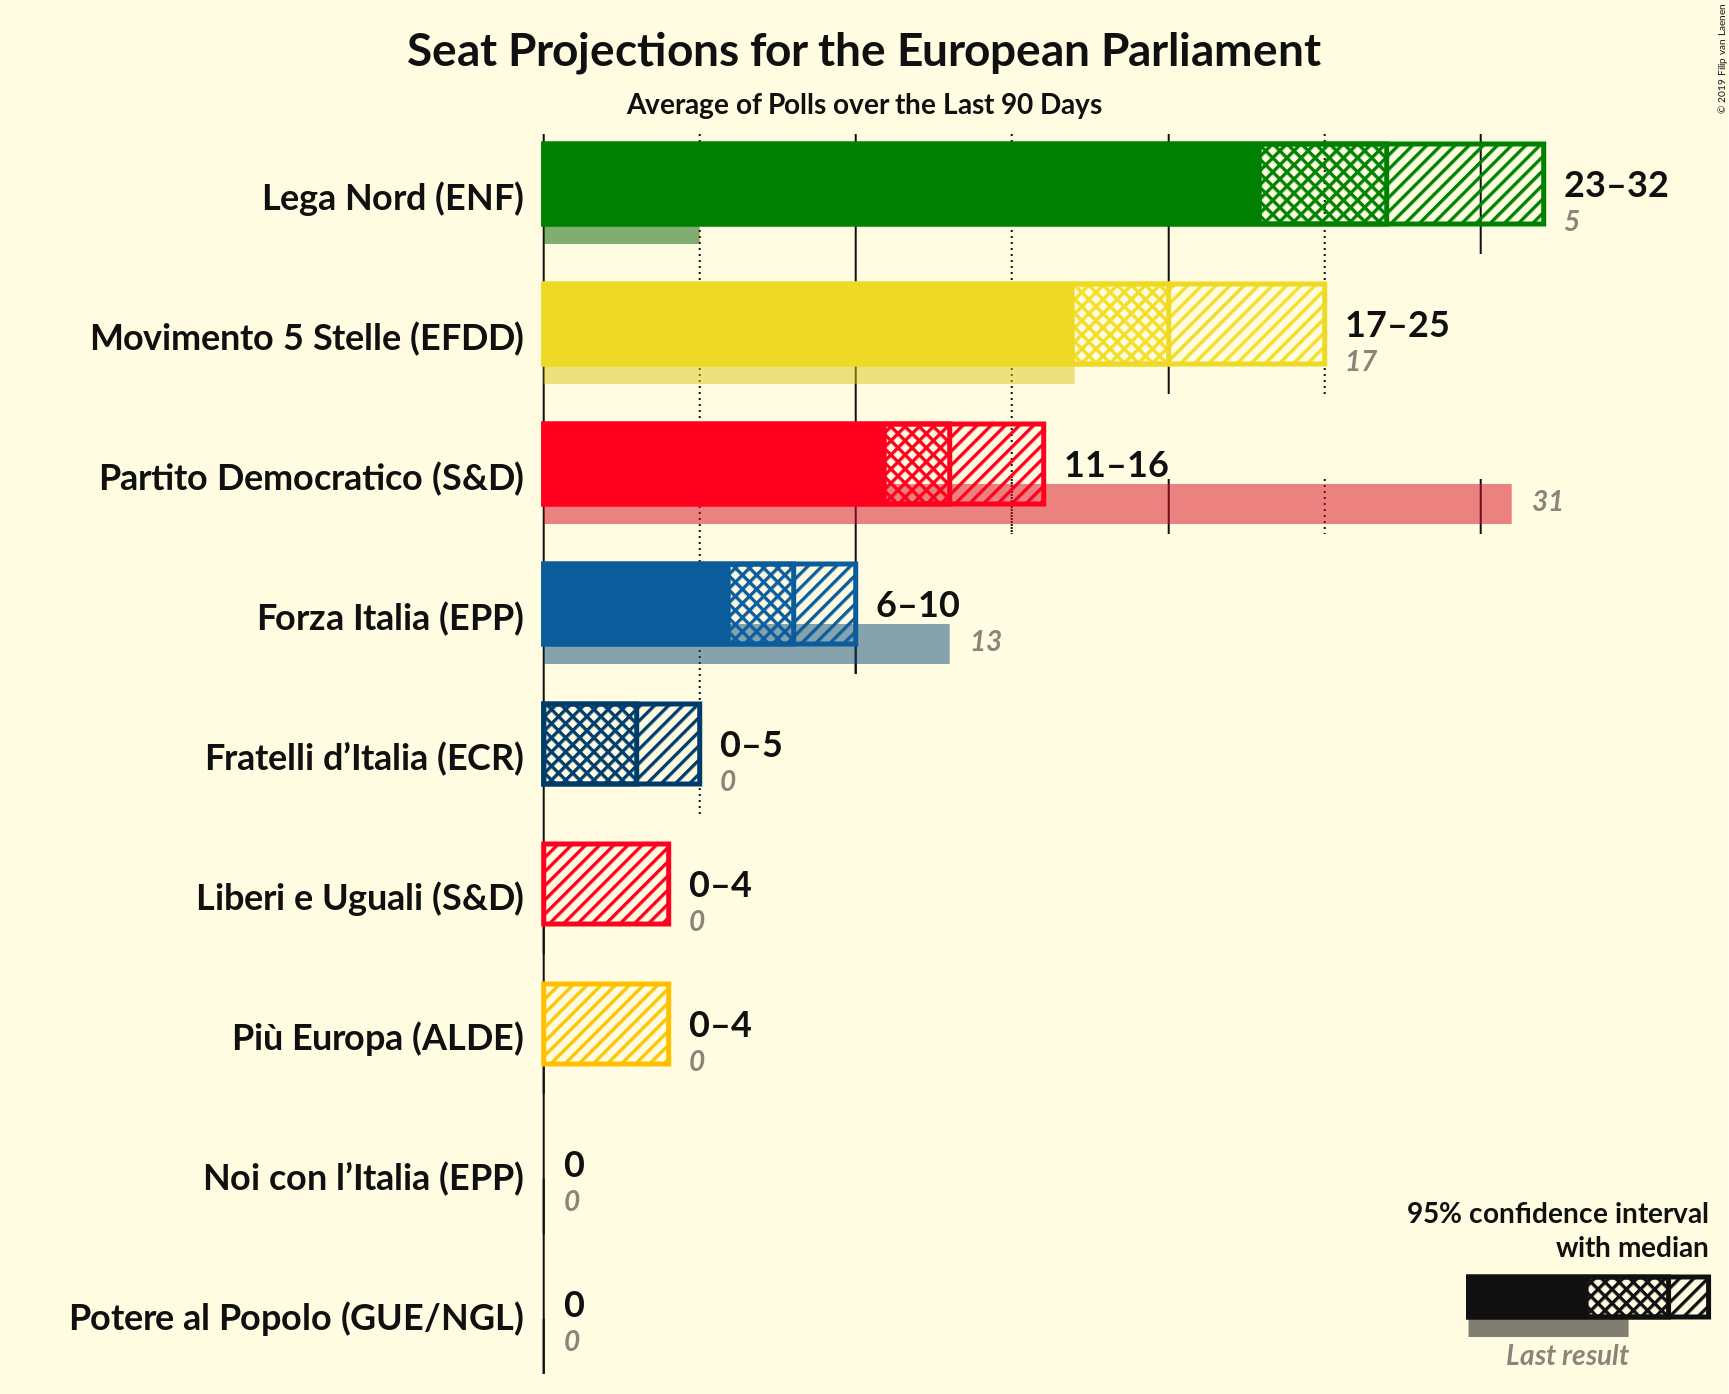 Seat Projections for the European Parliament
Average of Polls over the Last 90 Days
© 2019 Filip van Laenen
Lega Nord (ENF)
23–32
5
Movimento 5 Stelle (EFDD)
17–25
17
Partito Democratico (S&D)
11–16
31
Forza Italia (EPP)
6–10
13
Fratelli d’Italia (ECR)
0–5
0
Liberi e Uguali (S&D)
0–4
0
Più Europa (ALDE)
0–4
0
Noi con l’Italia (EPP)
0
0
Potere al Popolo (GUE/NGL)
0
0
95% confidence interval
with median
Last result